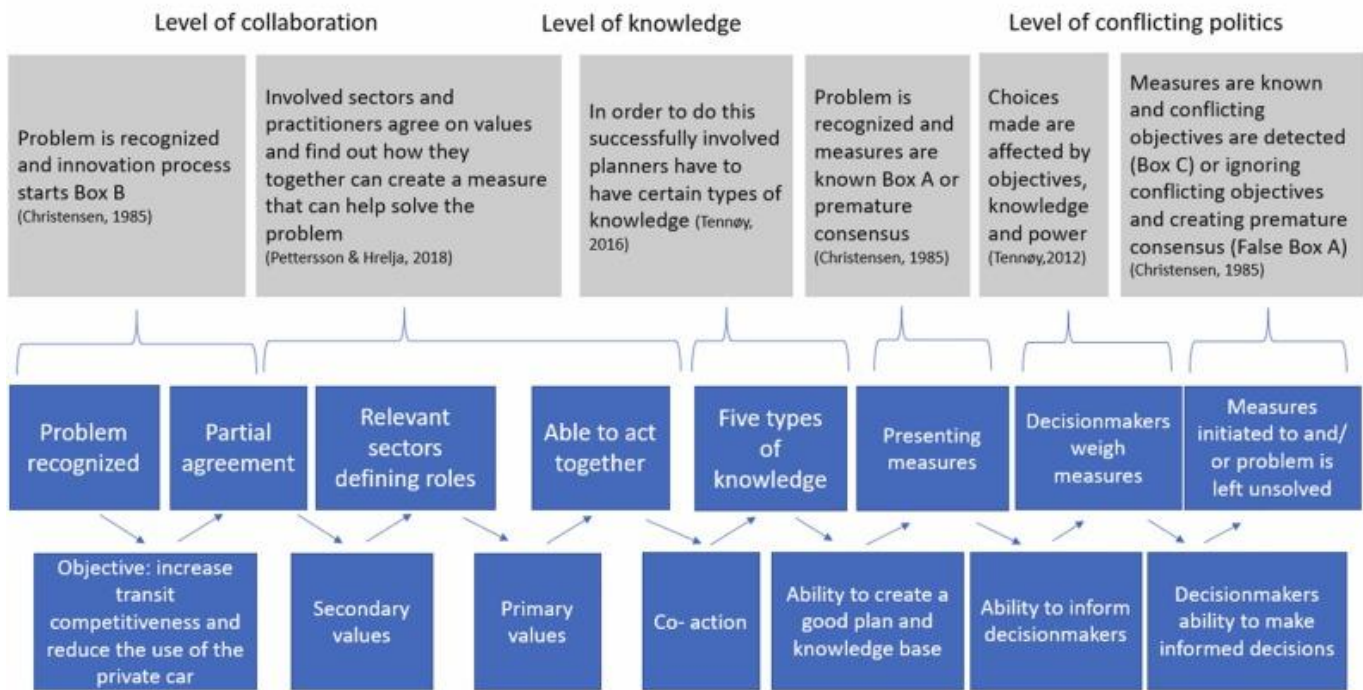 Level of collaboration
Level of knowledge
Level of conflicting politics
Problem is recognized
and innovation process
starts Box B
(Christensen, 1985)
Involved sectors and
practitioners agree on values
and find out how they
together can create a measure
that can help solve the
problem
(Pettersson & Hrelja, 2018)
In order to do this
successfully involved
planners have to
have certain types of
knowledge (Tennøy,
2016)
Problem is
recognized and
measures are
known Box A or
premature
consensus
(Christensen, 1985)
Choices
made are
affected by
objectives,
knowledge
and power
(Tennøy,2012)
Measures are known
and conflicting
objectives are detected
(Box C) or ignoring
conflicting objectives
and creating premature
consensus (False Box A)
(Christensen, 1985)
Problem
recognized
Partial
agreement
Relevant
sectors
defining roles
Able to act
together
Five types
of
knowledge
Presenting
measures
Decisionmakers
weigh
measures
Measures
initiated to and/
or problem is
left unsolved
Objective: increase
transit
competitiveness and
reduce the use of the
private car
Secondary
values
Primary
values
Co- action
Ability to create a
good plan and
knowledge base
Ability to inform
decisionmakers
Decisionmakers
ability to make
informed decisions